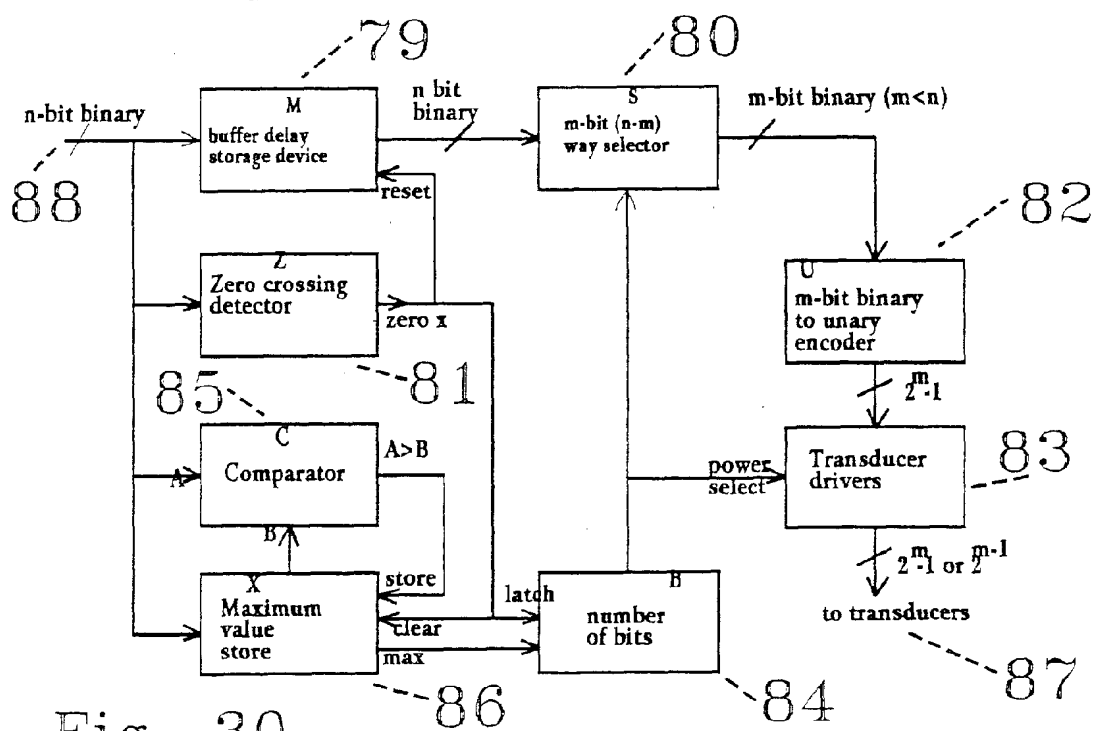 79
80
n-bit binary
M
buffer delay
storage device
n bit
binary
S
m-bit (n-m)
way selector
m-bit binary (m<n)
88
reset
82
Z
Zero crossing
detector
zero x
U
m-bit binary
to unary
encoder
85
81
2^m-1
C
Comparator
A
A>B
B
power
select
Transducer
drivers
83
X
Maximum
value
store
store
clear
max
latch
B
number
of bits
2^m-1 or 2^m-1
to transducers
86
84
87
Fig. 30